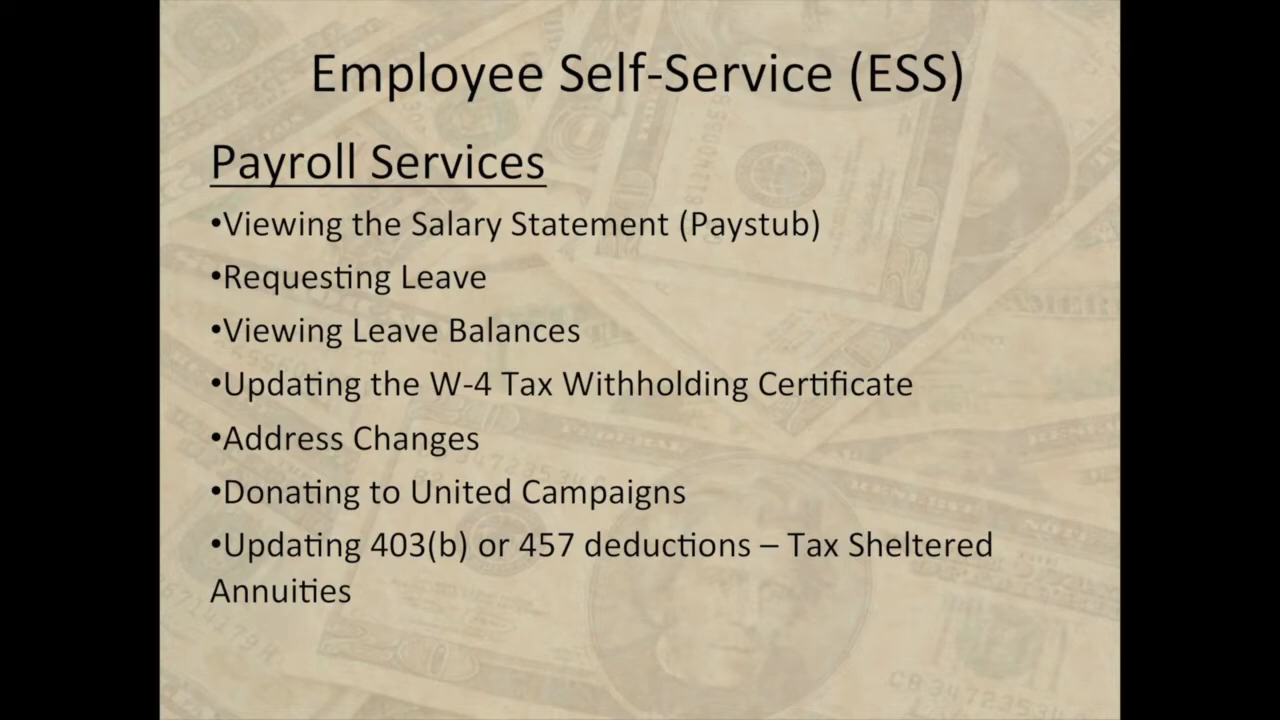 Employee Self-Service (ESS)
Payroll Services
•Viewing the Salary Statement (Paystub)
•Requesting Leave
•Viewing Leave Balances
•Updating the W-4 Tax Withholding Certificate
•Address Changes
•Donating to United Campaigns
•Updating 403(b) or 457 deductions – Tax Sheltered
Annuities